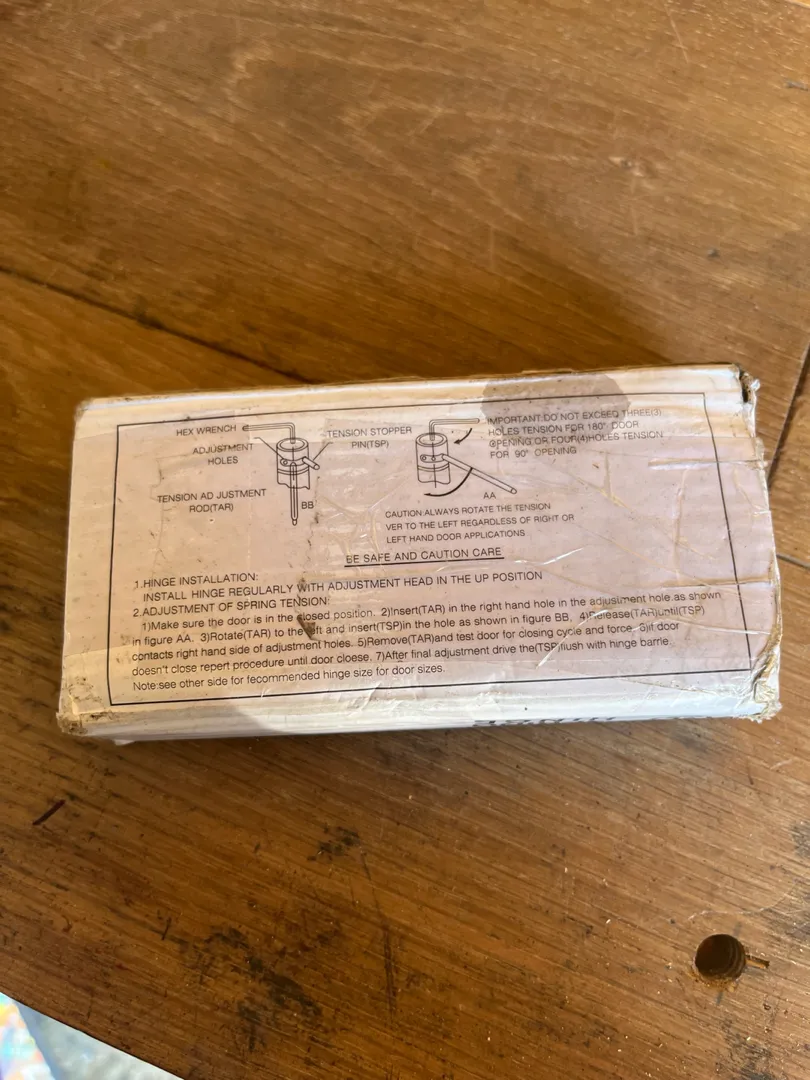 HEX WRENCH
ADJUSTMENT
HOLES
TENSION STOPPER
PIN(TSP)
TENSION AD JUSTMENT
ROD(TAR)
BB
IMPORTANT:DO NOT EXCEED THREE(3)
HOLES TENSION FOR 180° DOOR
OPENING,OR FOUR(4)HOLES TENSION
FOR 90° OPENING
AA
CAUTION:ALWAYS ROTATE THE TENSION
VER TO THE LEFT REGARDLESS OF RIGHT OR
LEFT HAND DOOR APPLICATIONS
BE SAFE AND CAUTION CARE
1.HINGE INSTALLATION:
INSTALL HINGE REGULARLY WITH ADJUSTMENT HEAD IN THE UP POSITION
2.ADJUSTMENT OF SPRING TENSION:
1)Make sure the door is in the closed position. 2)Insert(TAR) in the right hand hole in the adjustment hole.as shown
in figure AA. 3)Rotate(TAR) to the left and insert(TSP)in the hole as shown in figure BB, 4)Release(TAR)until(TSP)
contacts right hand side of adjustment holes. 5)Remove(TAR)and test door for closing cycle and force. if door
doesn't close repert procedure until door cloese. 7)After final adjustment drive the(TSP)flush with hinge barrle.
Note:see other side for fecommended hinge size for door sizes.